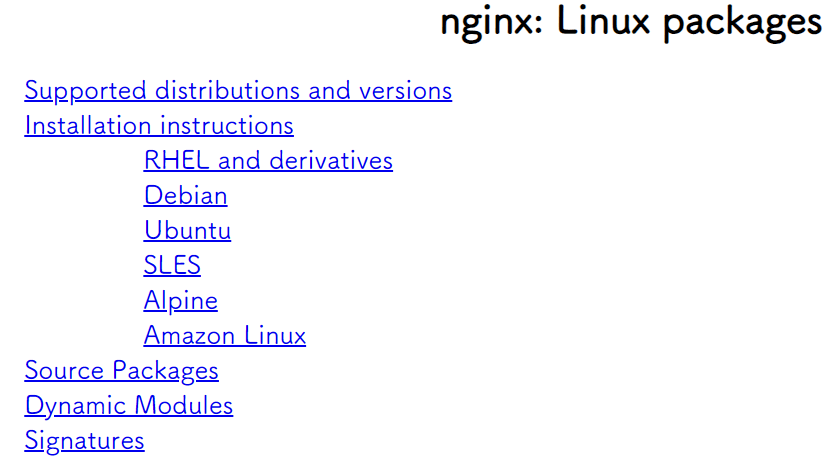 nginx: Linux packages
Supported distributions and versions
Installation instructions
RHEL and derivatives
Debian
Ubuntu
SLES
Alpine
Amazon Linux
Source Packages
Dynamic Modules
Signatures